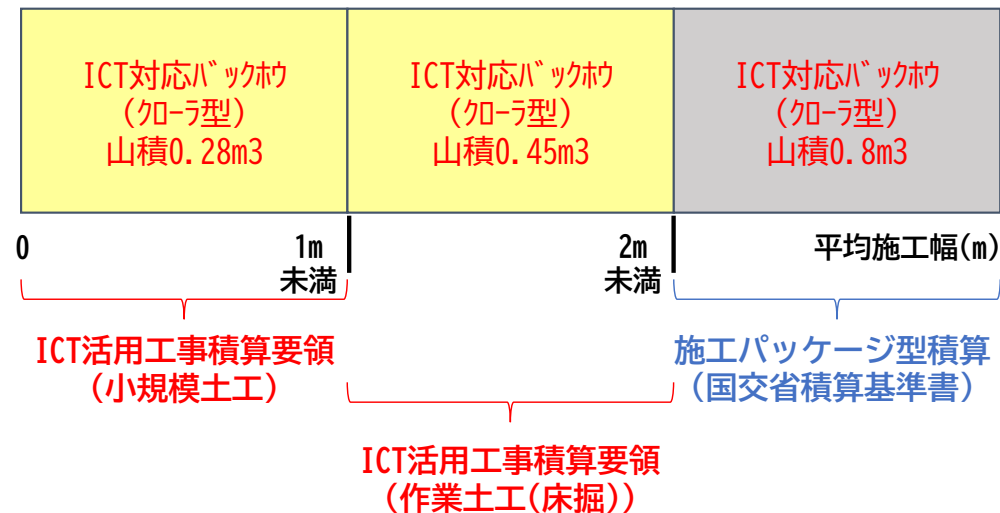 ICT対応ﾊﾞｯｸﾎｳ
(ｸﾛｰﾗ型)
山積0.28m3
ICT対応ﾊﾞｯｸﾎｳ
(ｸﾛｰﾗ型)
山積0.45m3
ICT対応ﾊﾞｯｸﾎｳ
(ｸﾛｰﾗ型)
山積0.8m3
0
1m
未満
2m
未満
平均施工幅(m)
ICT活用工事積算要領
（小規模土工）
施工パッケージ型積算
（国交省積算基準書）
ICT活用工事積算要領
（作業土工(床掘)）